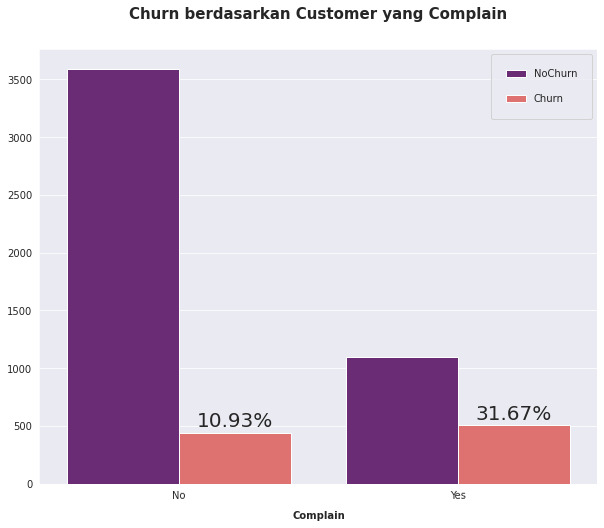 Churn berdasarkan Customer yang Complain
3500
3000
2500
2000
1500
1000
500
0
NoChurn
Churn
10.93%
31.67%
No
Yes
Complain